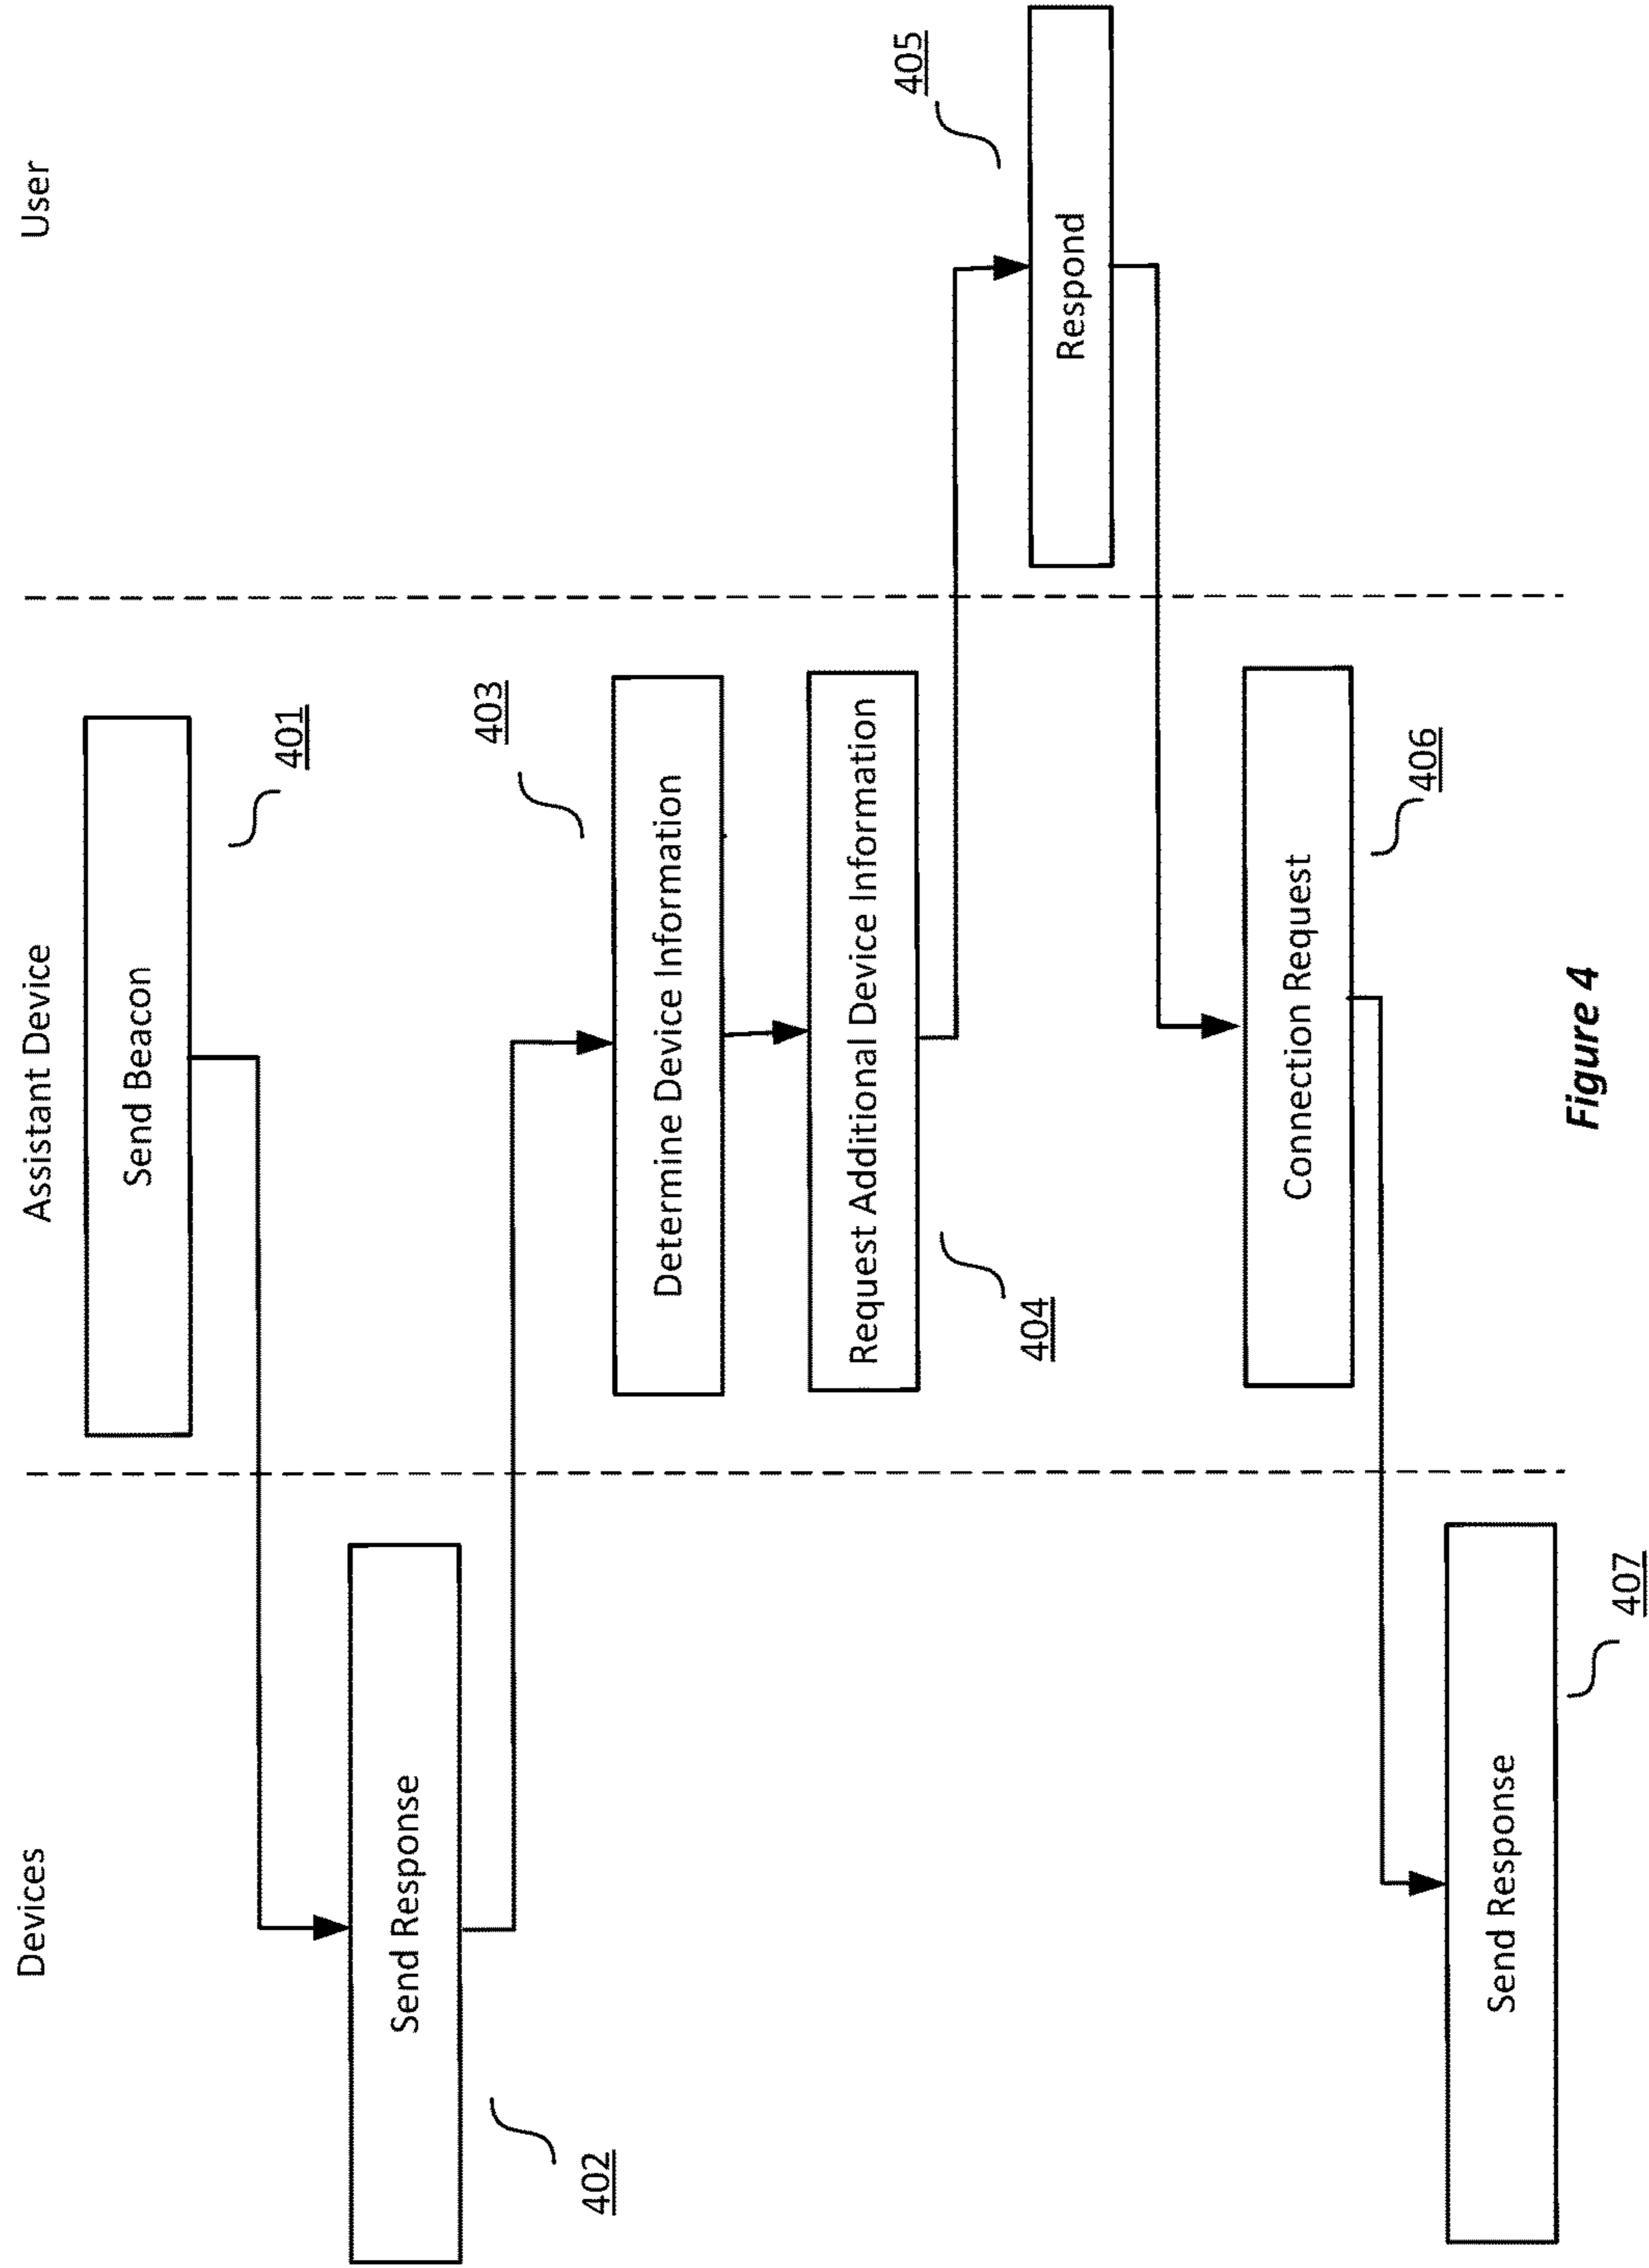 Devices
Assistant Device
User
Send Beacon
401
Send Response
402
Determine Device Information
403
Request Additional Device Information
404
Respond
405
Connection Request
406
Send Response
407
Figure 4